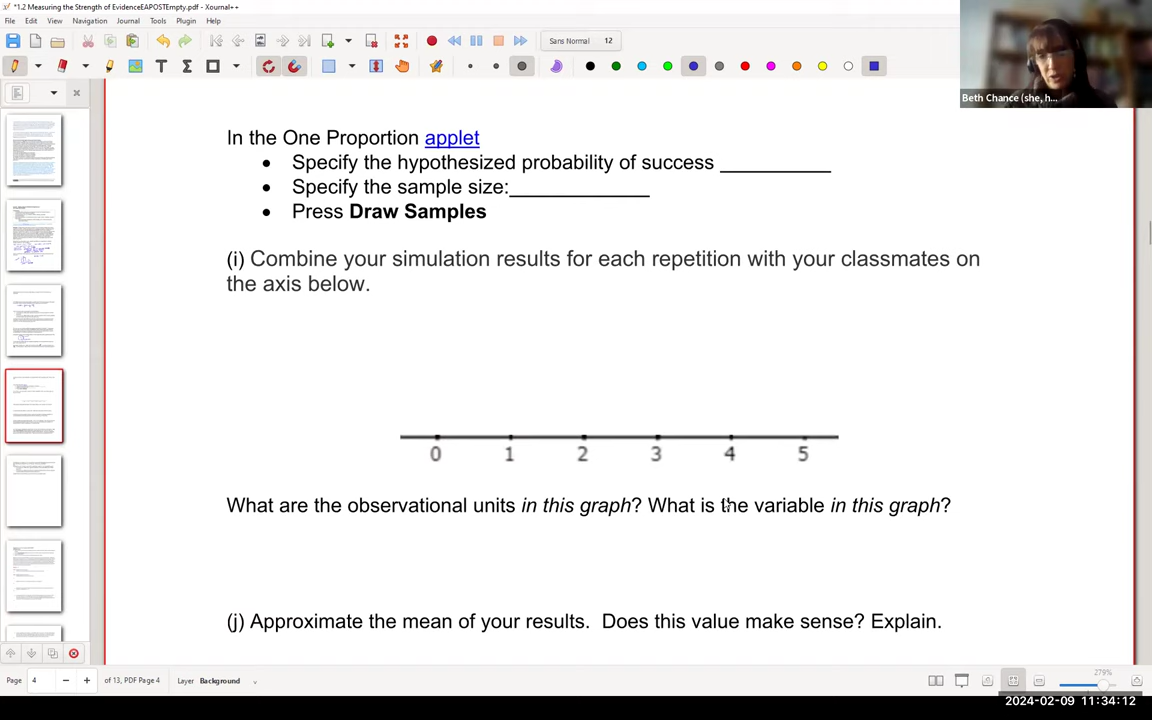 *1.2 Measuring the Strength of EvidenceEAPOSTEmpty.pdf - Xournal++
File Edit View Navigation Journal Tools Plugin Help
Sans Normal 12
Beth Chance (she, h...
In the One Proportion applet
• Specify the hypothesized probability of success __________
• Specify the sample size:_____________
• Press Draw Samples
(i) Combine your simulation results for each repetition with your classmates on
the axis below.
0 1 2 3 4 5
What are the observational units in this graph? What is the variable in this graph?
(j) Approximate the mean of your results. Does this value make sense? Explain.
Page 4 of 13, PDF Page 4 Layer Background
279%
2024-02-09 11:34:12